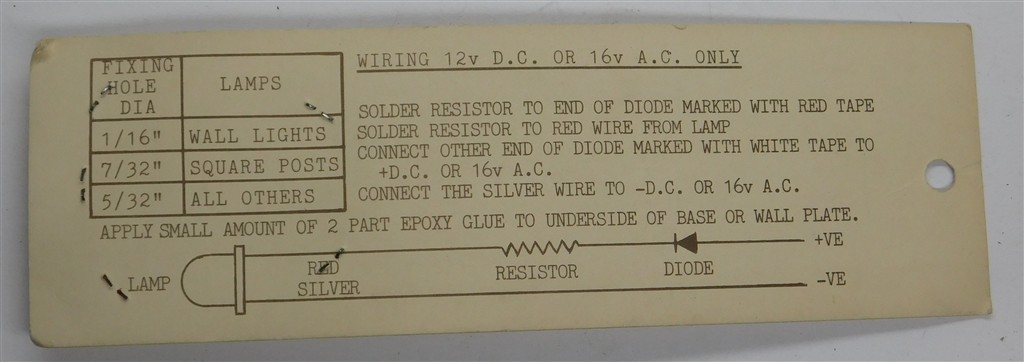 FIXING HOLE DIA LAMPS
1/16" WALL LIGHTS
7/32" SQUARE POSTS
5/32" ALL OTHERS
WIRING 12v D.C. OR 16v A.C. ONLY
SOLDER RESISTOR TO END OF DIODE MARKED WITH RED TAPE
SOLDER RESISTOR TO RED WIRE FROM LAMP
CONNECT OTHER END OF DIODE MARKED WITH WHITE TAPE TO
+D.C. OR 16v A.C.
CONNECT THE SILVER WIRE TO -D.C. OR 16v A.C.
APPLY SMALL AMOUNT OF 2 PART EPOXY GLUE TO UNDERSIDE OF BASE OR WALL PLATE.
+VE
LAMP RED RESISTOR DIODE
SILVER -VE